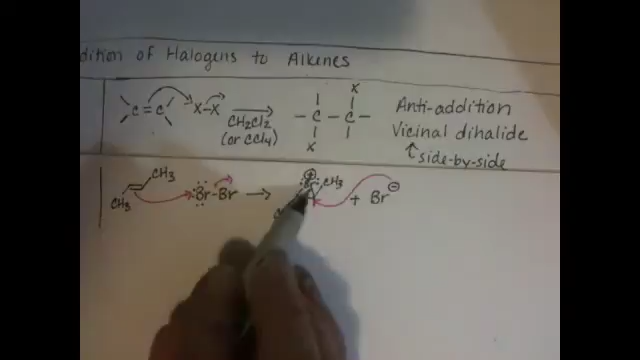 dition of Halogens to Alkenes
X
C=C X-X CH2Cl2 -C-C- Anti-addition
(or CCl4) Vicinal dihalide
X ↑side-by-side
CH3 ⊕ CH3 ⊖
CH3 :Br-Br → + Br